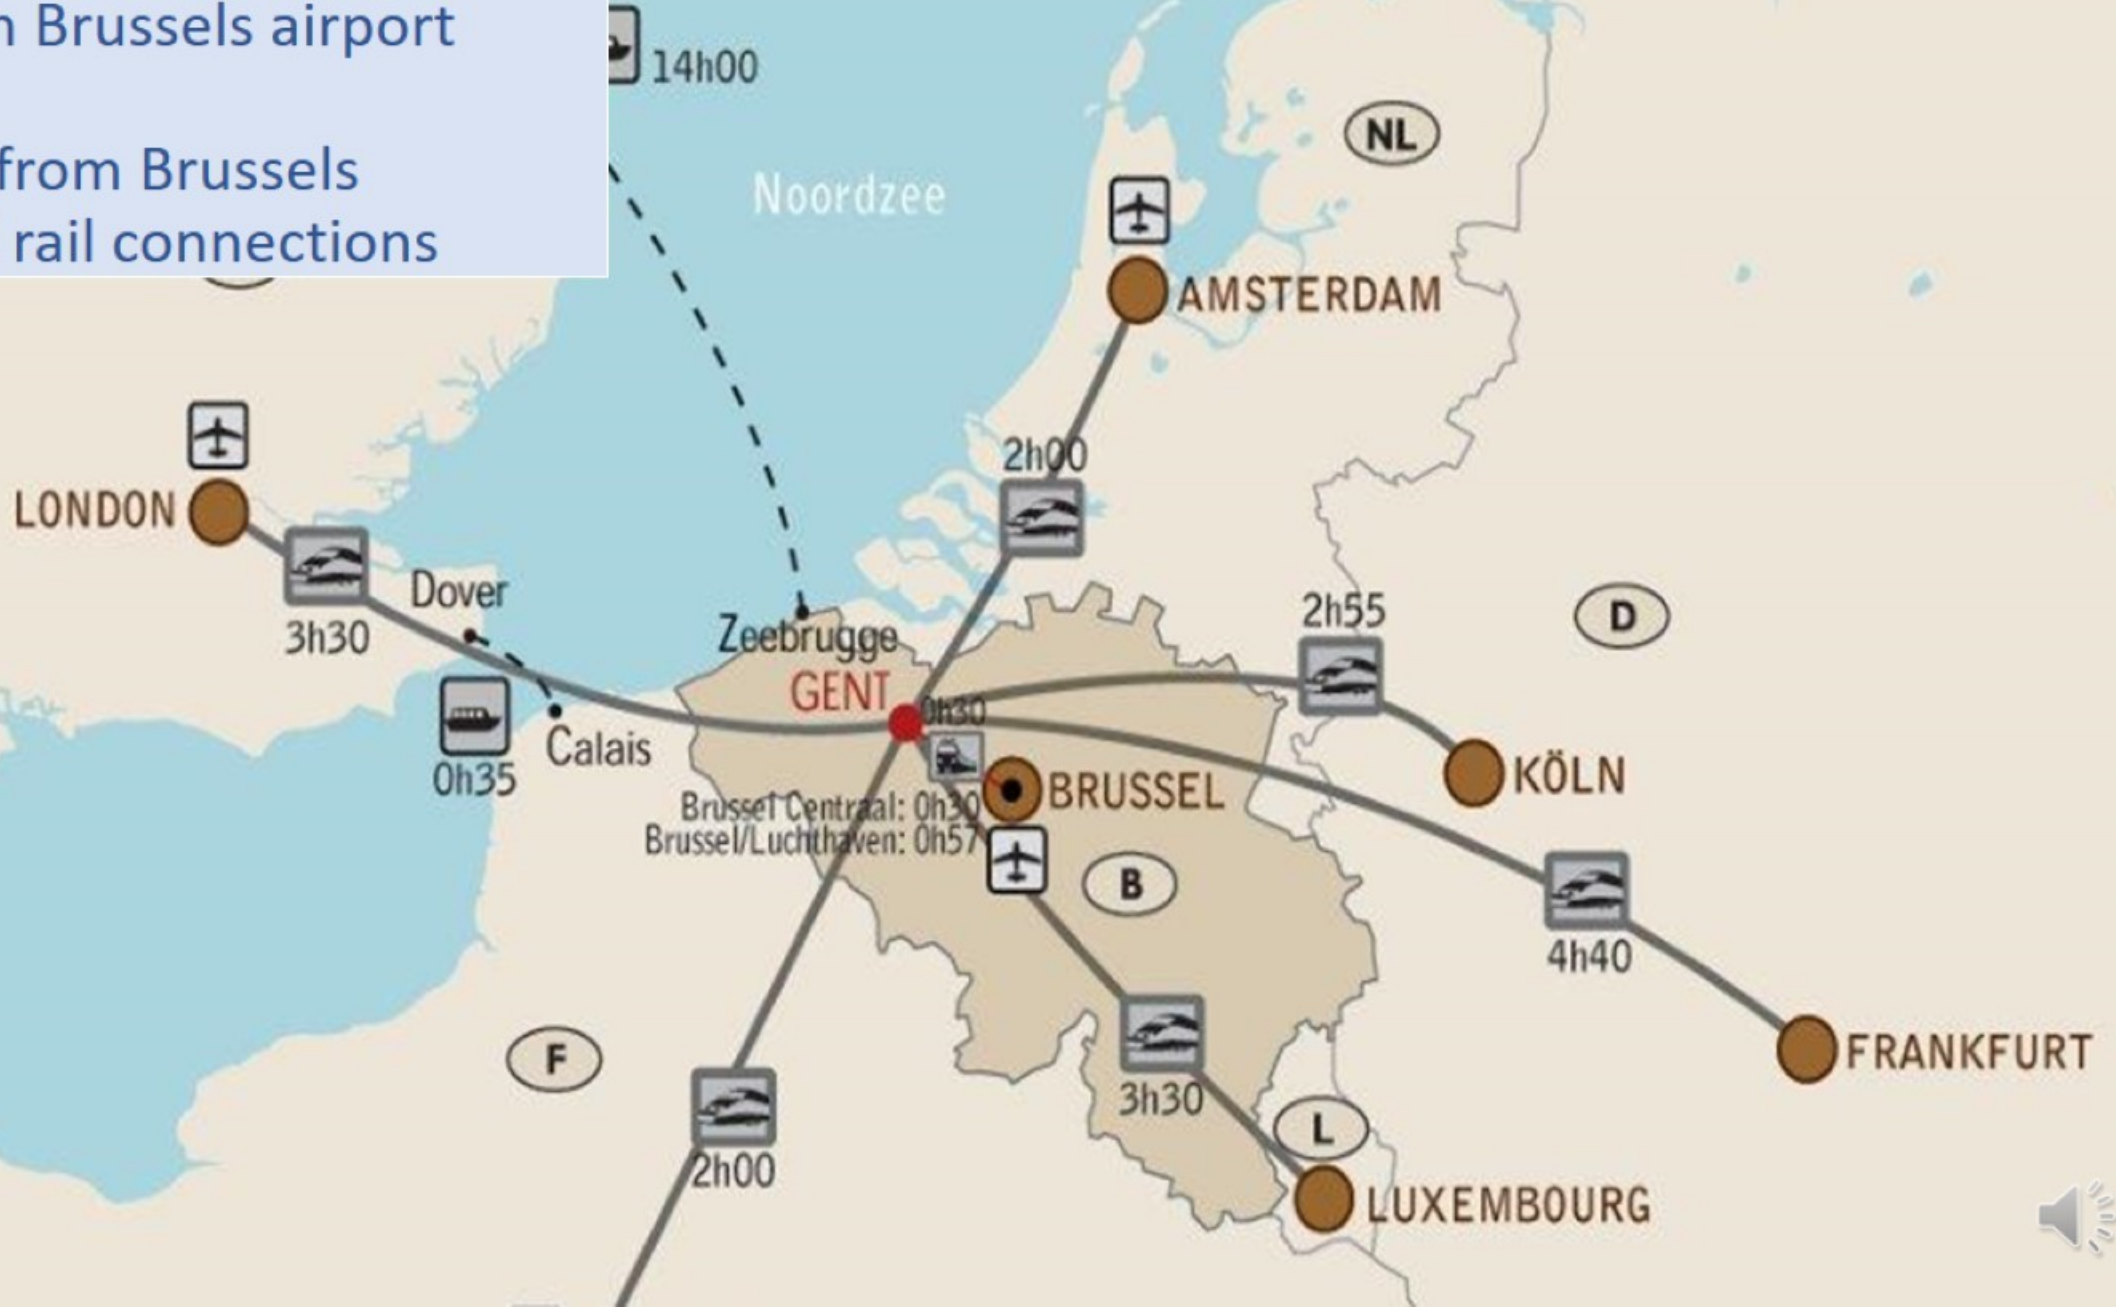 n Brussels airport
from Brussels
rail connections
14h00
NL
Noordzee
AMSTERDAM
2h00
LONDON
3h30
Dover
Zeebrugge
2h55
D
GENT
0h30
0h35
Calais
KÖLN
BRUSSEL
Brussel Centraal: 0h30
Brussel/Luchthaven: 0h57
B
4h40
F
FRANKFURT
3h30
L
2h00
LUXEMBOURG